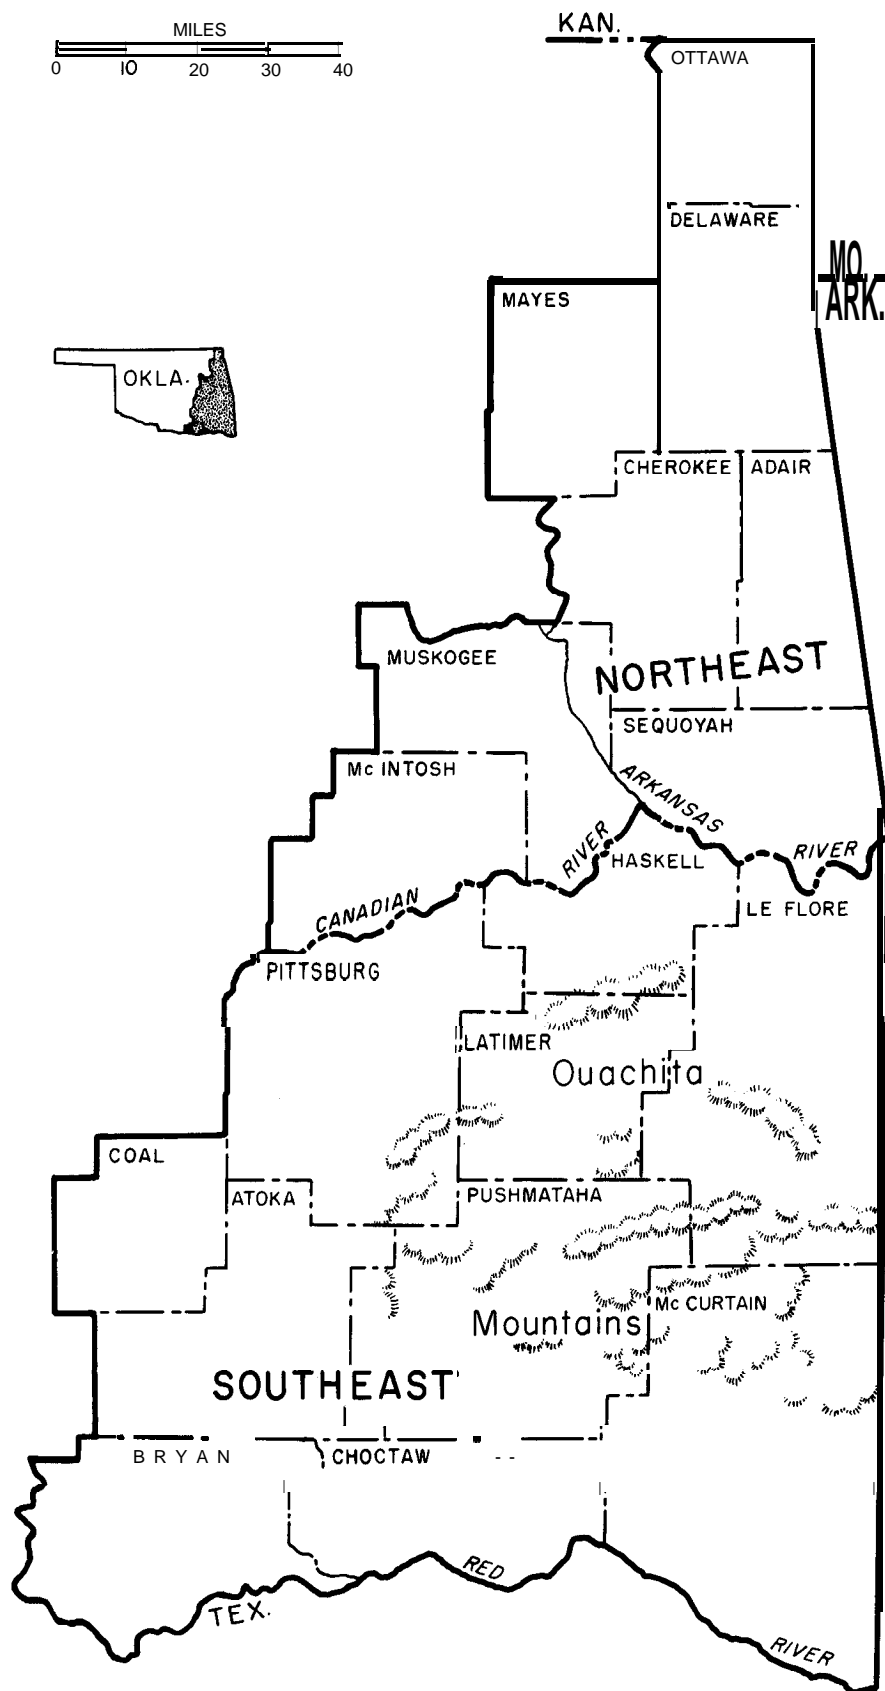 KAN.
MILES
0 10 20 30 40
OTTAWA
DELAWARE
MO.
ARK.
MAYES
OKLA.
CHEROKEE
ADAIR
MUSKOGEE
NORTHEAST
SEQUOYAH
Mc INTOSH
ARKANSAS
RIVER
CANADIAN
RIVER
HASKELL
LE FLORE
PITTSBURG
LATIMER
Ouachita
COAL
ATOKA
PUSHMATAHA
Mc CURTAIN
Mountains
SOUTHEAST
BRYAN
CHOCTAW
RED
TEX.
RIVER